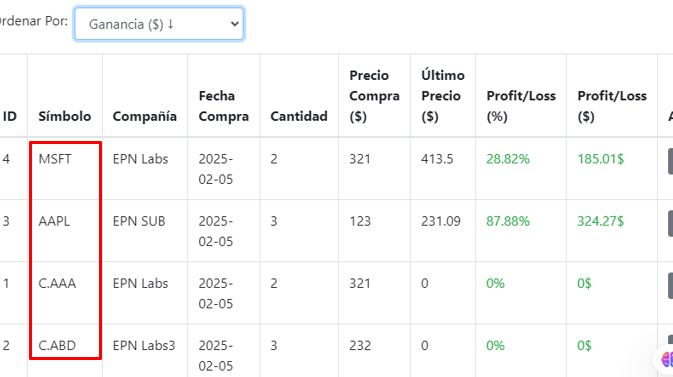 Ordenar Por: Ganancia ($) ↓
ID Símbolo Compañía Fecha Compra Cantidad Precio Compra ($) Último Precio ($) Profit/Loss (%) Profit/Loss ($)
4 MSFT EPN Labs 2025-02-05 2 321 413.5 28.82% 185.01$
3 AAPL EPN SUB 2025-02-05 3 123 231.09 87.88% 324.27$
1 C.AAA EPN Labs 2025-02-05 2 321 0 0% 0$
2 C.ABD EPN Labs3 2025-02-05 3 232 0 0% 0$